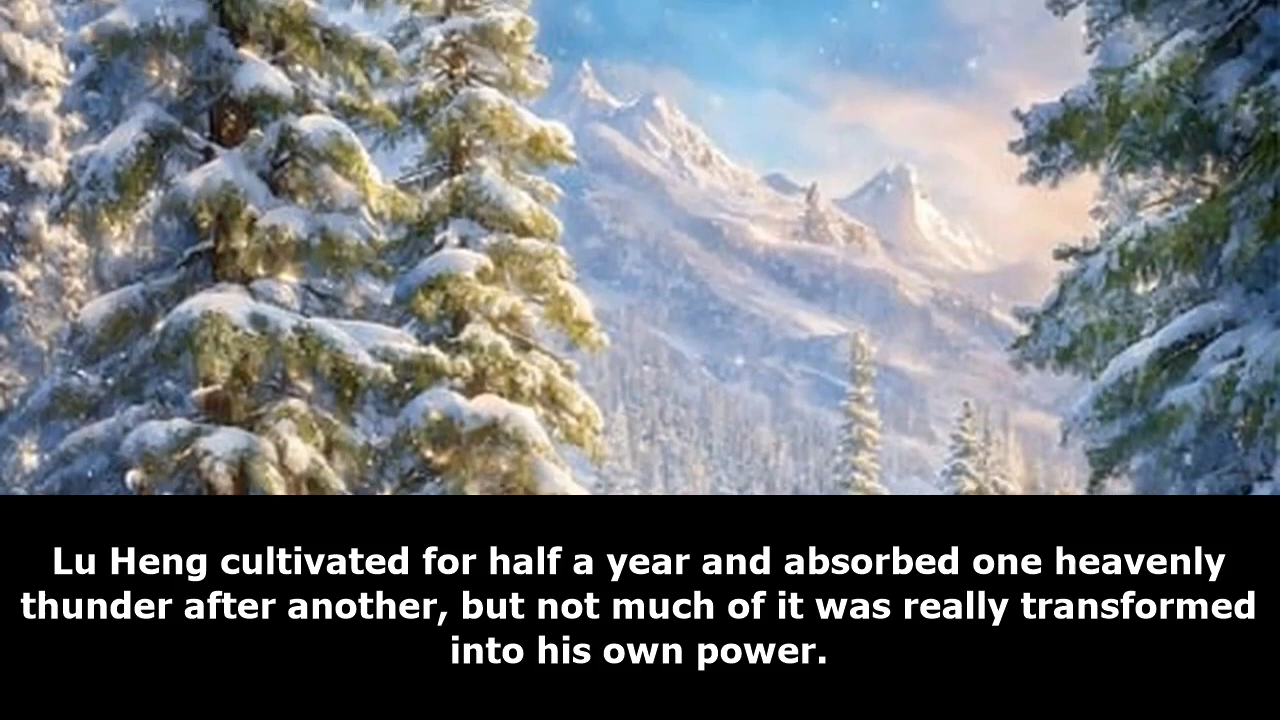 Lu Heng cultivated for half a year and absorbed one heavenly
thunder after another, but not much of it was really transformed
into his own power.